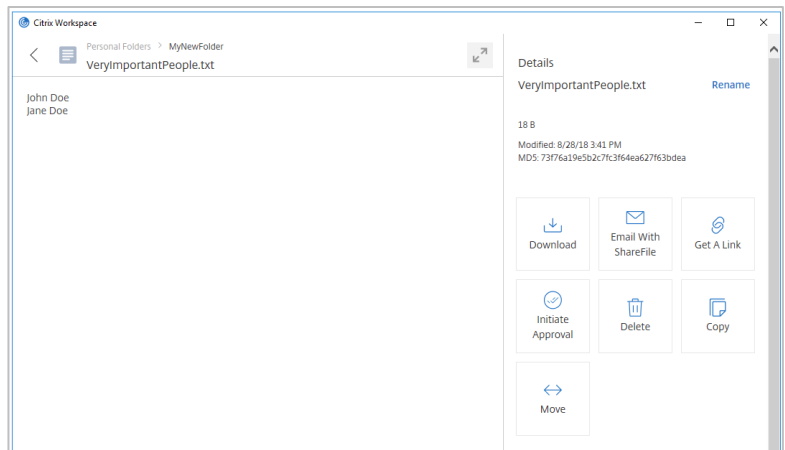 Citrix Workspace
Personal Folders > MyNewFolder
VeryImportantPeople.txt
John Doe
Jane Doe
Details
VeryImportantPeople.txt Rename
18 B
Modified: 8/28/18 3:41 PM
MD5: 73f76a19e5b2c7fc3f64ea627f63bdea
Download
Email With
ShareFile
Get A Link
Initiate
Approval
Delete
Copy
Move